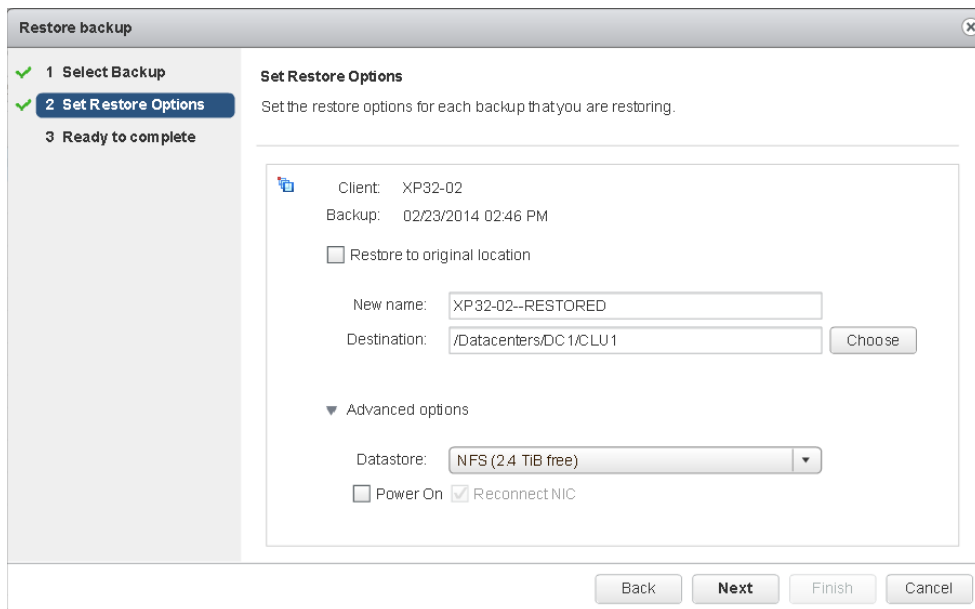 Restore backup
1 Select Backup
2 Set Restore Options
3 Ready to complete
Set Restore Options
Set the restore options for each backup that you are restoring.
Client: XP32-02
Backup: 02/23/2014 02:46 PM
Restore to original location
New name: XP32-02--RESTORED
Destination: /Datacenters/DC1/CLU1 Choose
Advanced options
Datastore: NFS (2.4 TiB free)
Power On Reconnect NIC
Back Next Finish Cancel